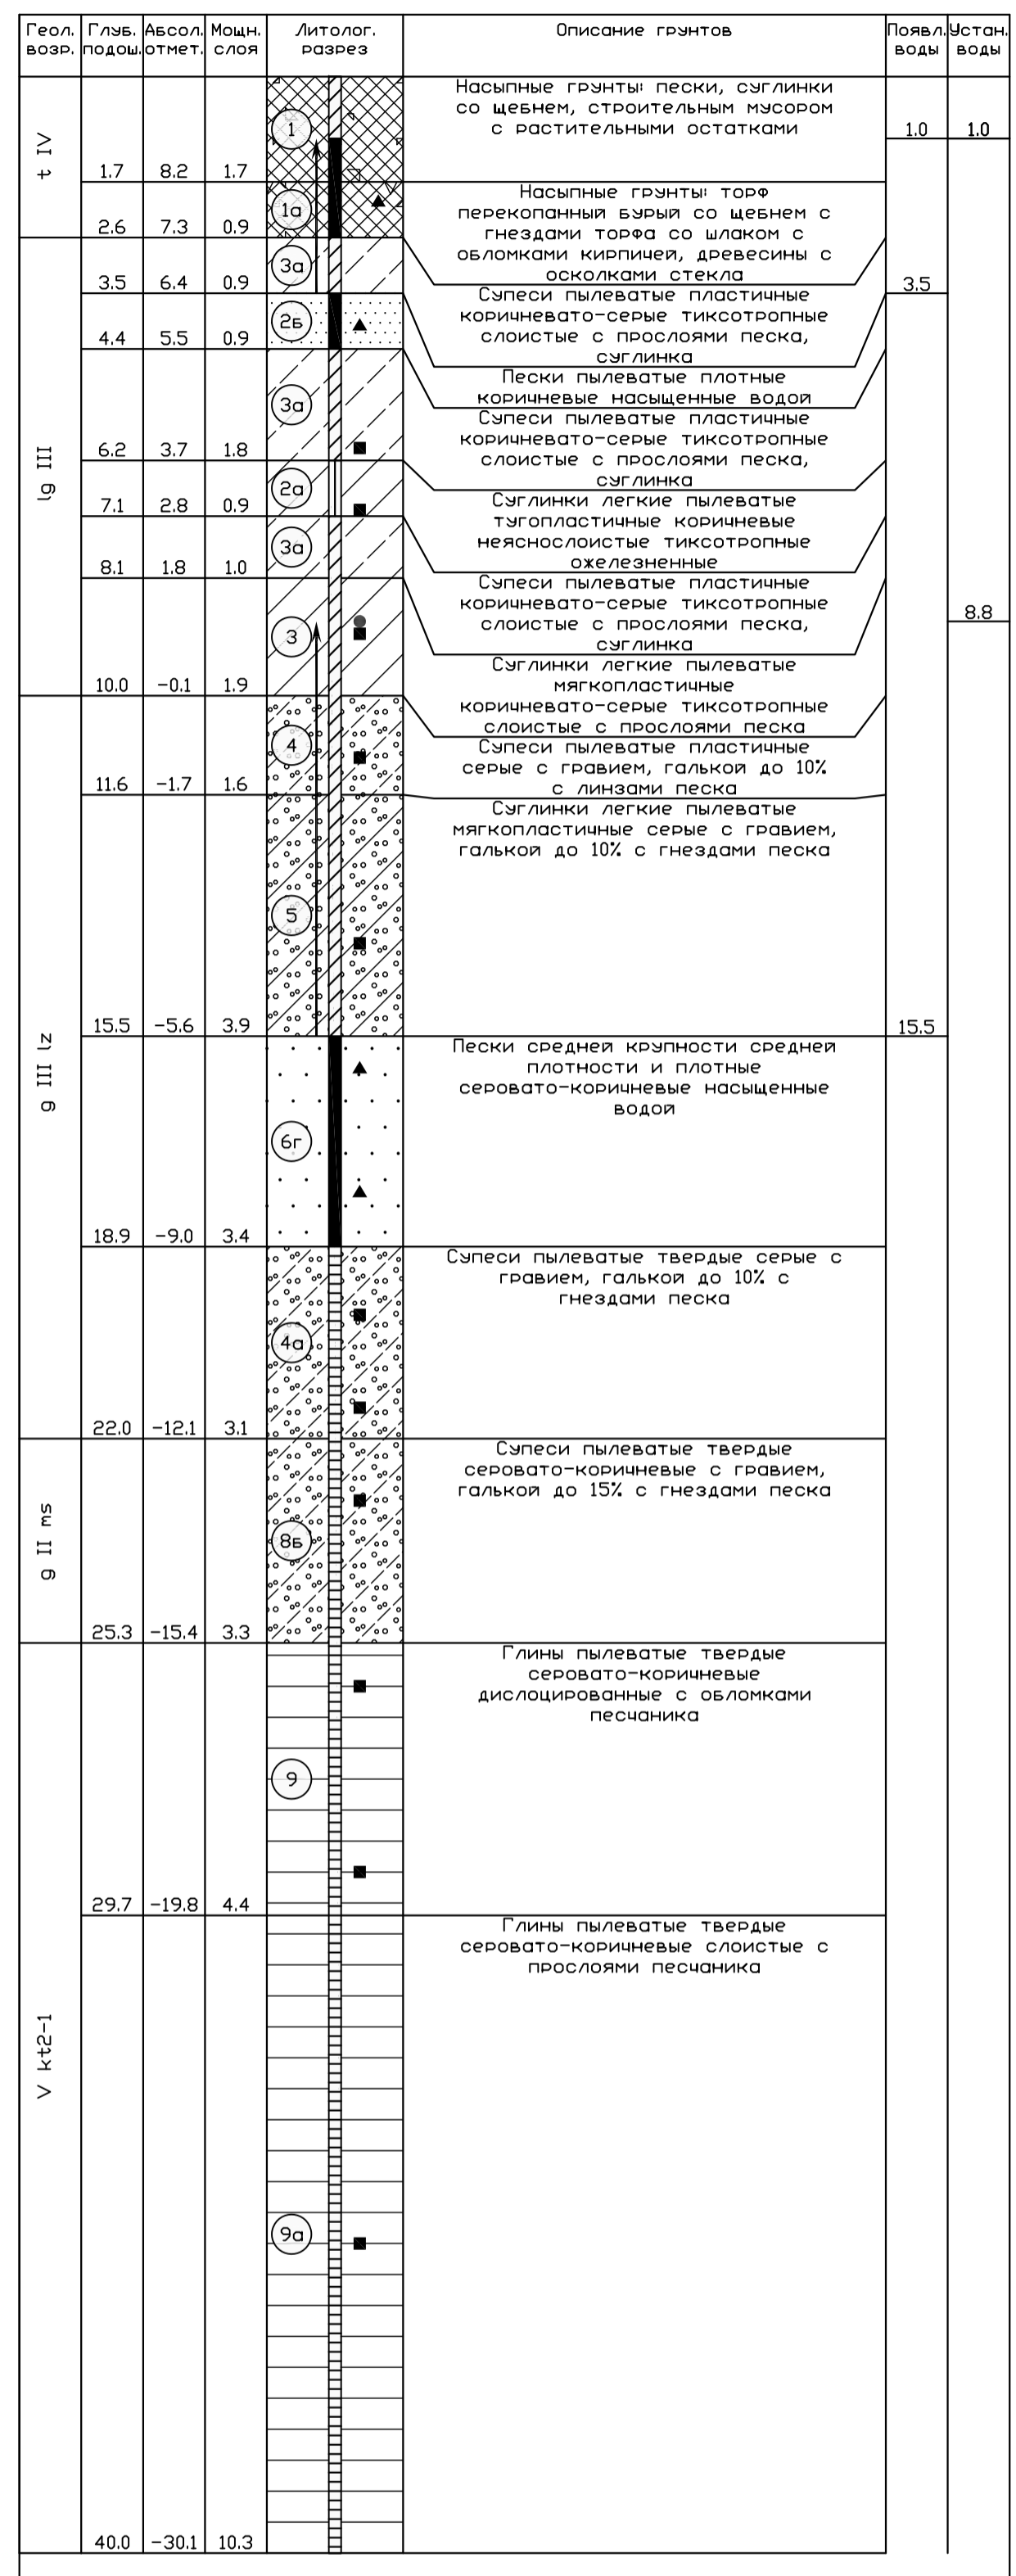 Геол. Глуб. Абсол. Мощн. Литолог. Описание грунтов Появл. Устан.
возр. подош. отмет. слоя разрез воды воды
t IV
1
Насыпные грунты: пески, суглинки
со щебнем, строительным мусором
с растительными остатками
1.0 1.0
1.7 8.2 1.7
1а
Насыпные грунты: торф
перекопанный бурый со щебнем с
гнездами торфа со шлаком с
обломками кирпичей, древесины с
осколками стекла
2.6 7.3 0.9
lg III
3а
Супеси пылеватые пластичные
коричневато-серые тиксотропные
слоистые с прослоями песка,
суглинка
3.5 6.4 0.9
3.5
2б
Пески пылеватые плотные
коричневые насыщенные водой
4.4 5.5 0.9
3а
Супеси пылеватые пластичные
коричневато-серые тиксотропные
слоистые с прослоями песка,
суглинка
6.2 3.7 1.8
2а
Суглинки легкие пылеватые
тугопластичные коричневые
неяснослоистые тиксотропные
ожелезненные
7.1 2.8 0.9
3а
Супеси пылеватые пластичные
коричневато-серые тиксотропные
слоистые с прослоями песка,
суглинка
8.1 1.8 1.0
8.8
3
Суглинки легкие пылеватые
мягкопластичные
коричневато-серые тиксотропные
слоистые с прослоями песка
10.0 -0.1 1.9
g III lz
4
Супеси пылеватые пластичные
серые с гравием, галькой до 10%
с линзами песка
11.6 -1.7 1.6
5
Суглинки легкие пылеватые
мягкопластичные серые с гравием,
галькой до 10% с гнездами песка
15.5 -5.6 3.9
15.5
6г
Пески средней крупности средней
плотности и плотные
серовато-коричневые насыщенные
водой
18.9 -9.0 3.4
4а
Супеси пылеватые твердые серые с
гравием, галькой до 10% с
гнездами песка
22.0 -12.1 3.1
g II ms
8б
Супеси пылеватые твердые
серовато-коричневые с гравием,
галькой до 15% с гнездами песка
25.3 -15.4 3.3
V kt2-1
9
Глины пылеватые твердые
серовато-коричневые
дислоцированные с обломками
песчаника
29.7 -19.8 4.4
9а
Глины пылеватые твердые
серовато-коричневые слоистые с
прослоями песчаника
40.0 -30.1 10.3